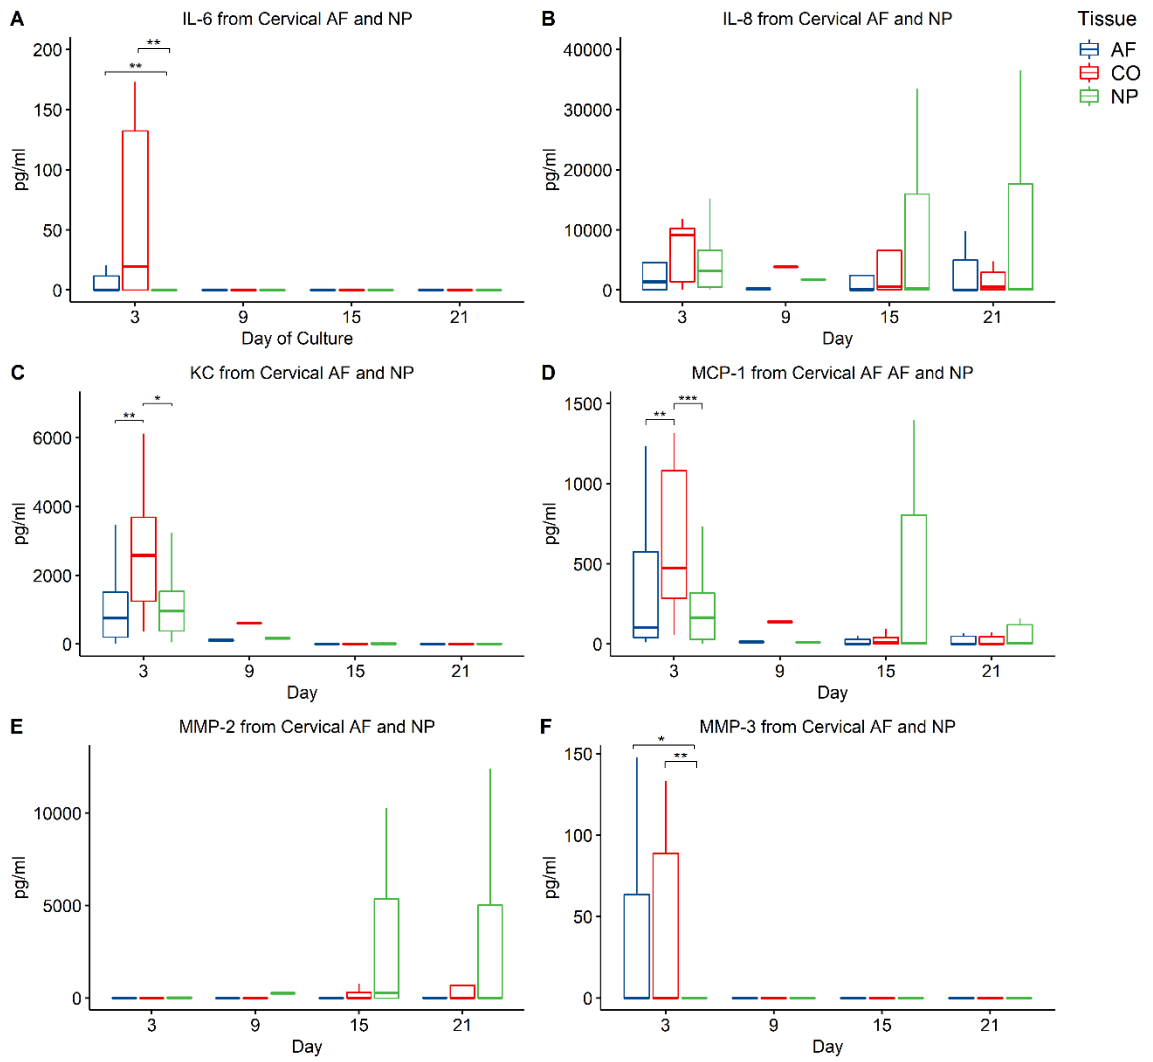 A
IL-6 from Cervical AF and NP
200
150
100
50
0
pg/ml
**
**
3 9 15 21
Day of Culture
B
IL-8 from Cervical AF and NP
40000
30000
20000
10000
0
pg/ml
3 9 15 21
Day
Tissue
AF
CO
NP
C
KC from Cervical AF and NP
6000
4000
2000
0
pg/ml
**
*
3 9 15 21
Day
D
MCP-1 from Cervical AF AF and NP
1500
1000
500
0
pg/ml
**
***
3 9 15 21
Day
E
MMP-2 from Cervical AF and NP
10000
5000
0
pg/ml
3 9 15 21
Day
F
MMP-3 from Cervical AF and NP
150
100
50
0
pg/ml
*
**
3 9 15 21
Day